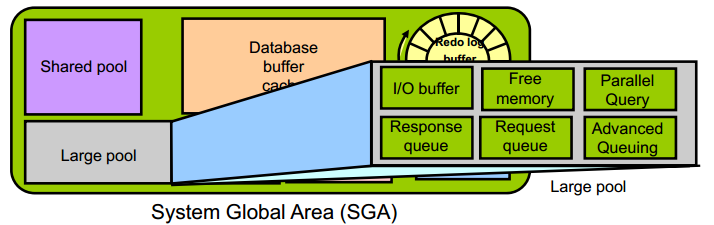 Shared pool
Database
buffer
cach
Redo log
buffer
Large pool
I/O buffer
Free
memory
Parallel
Query
Response
queue
Request
queue
Advanced
Queuing
Large pool
System Global Area (SGA)